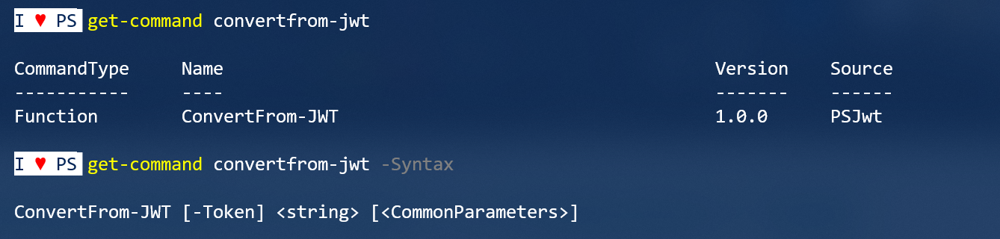 I ♥ PS get-command convertfrom-jwt
CommandType Name Version Source
----------- ---- ------- ------
Function ConvertFrom-JWT 1.0.0 PSJwt
I ♥ PS get-command convertfrom-jwt -Syntax
ConvertFrom-JWT [-Token] <string> [<CommonParameters>]